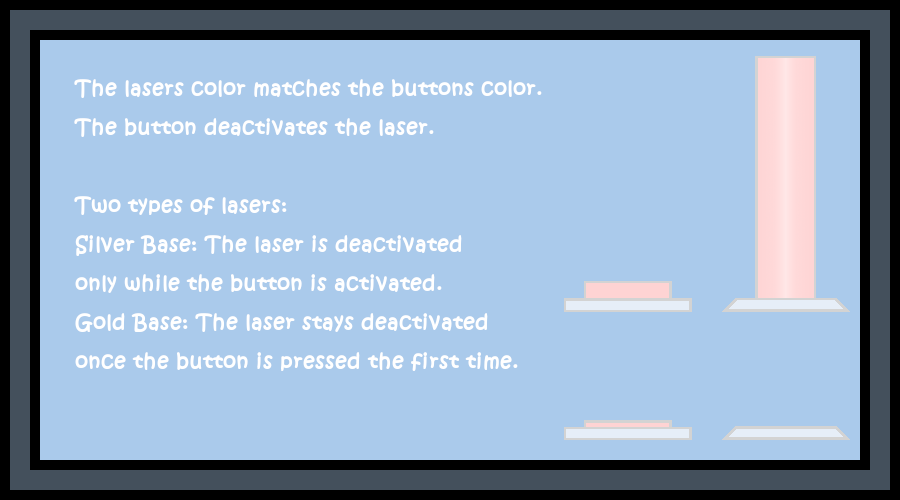 The lasers color matches the buttons color.
The button deactivates the laser.
Two types of lasers:
Silver Base: The laser is deactivated
only while the button is activated.
Gold Base: The laser stays deactivated
once the button is pressed the first time.